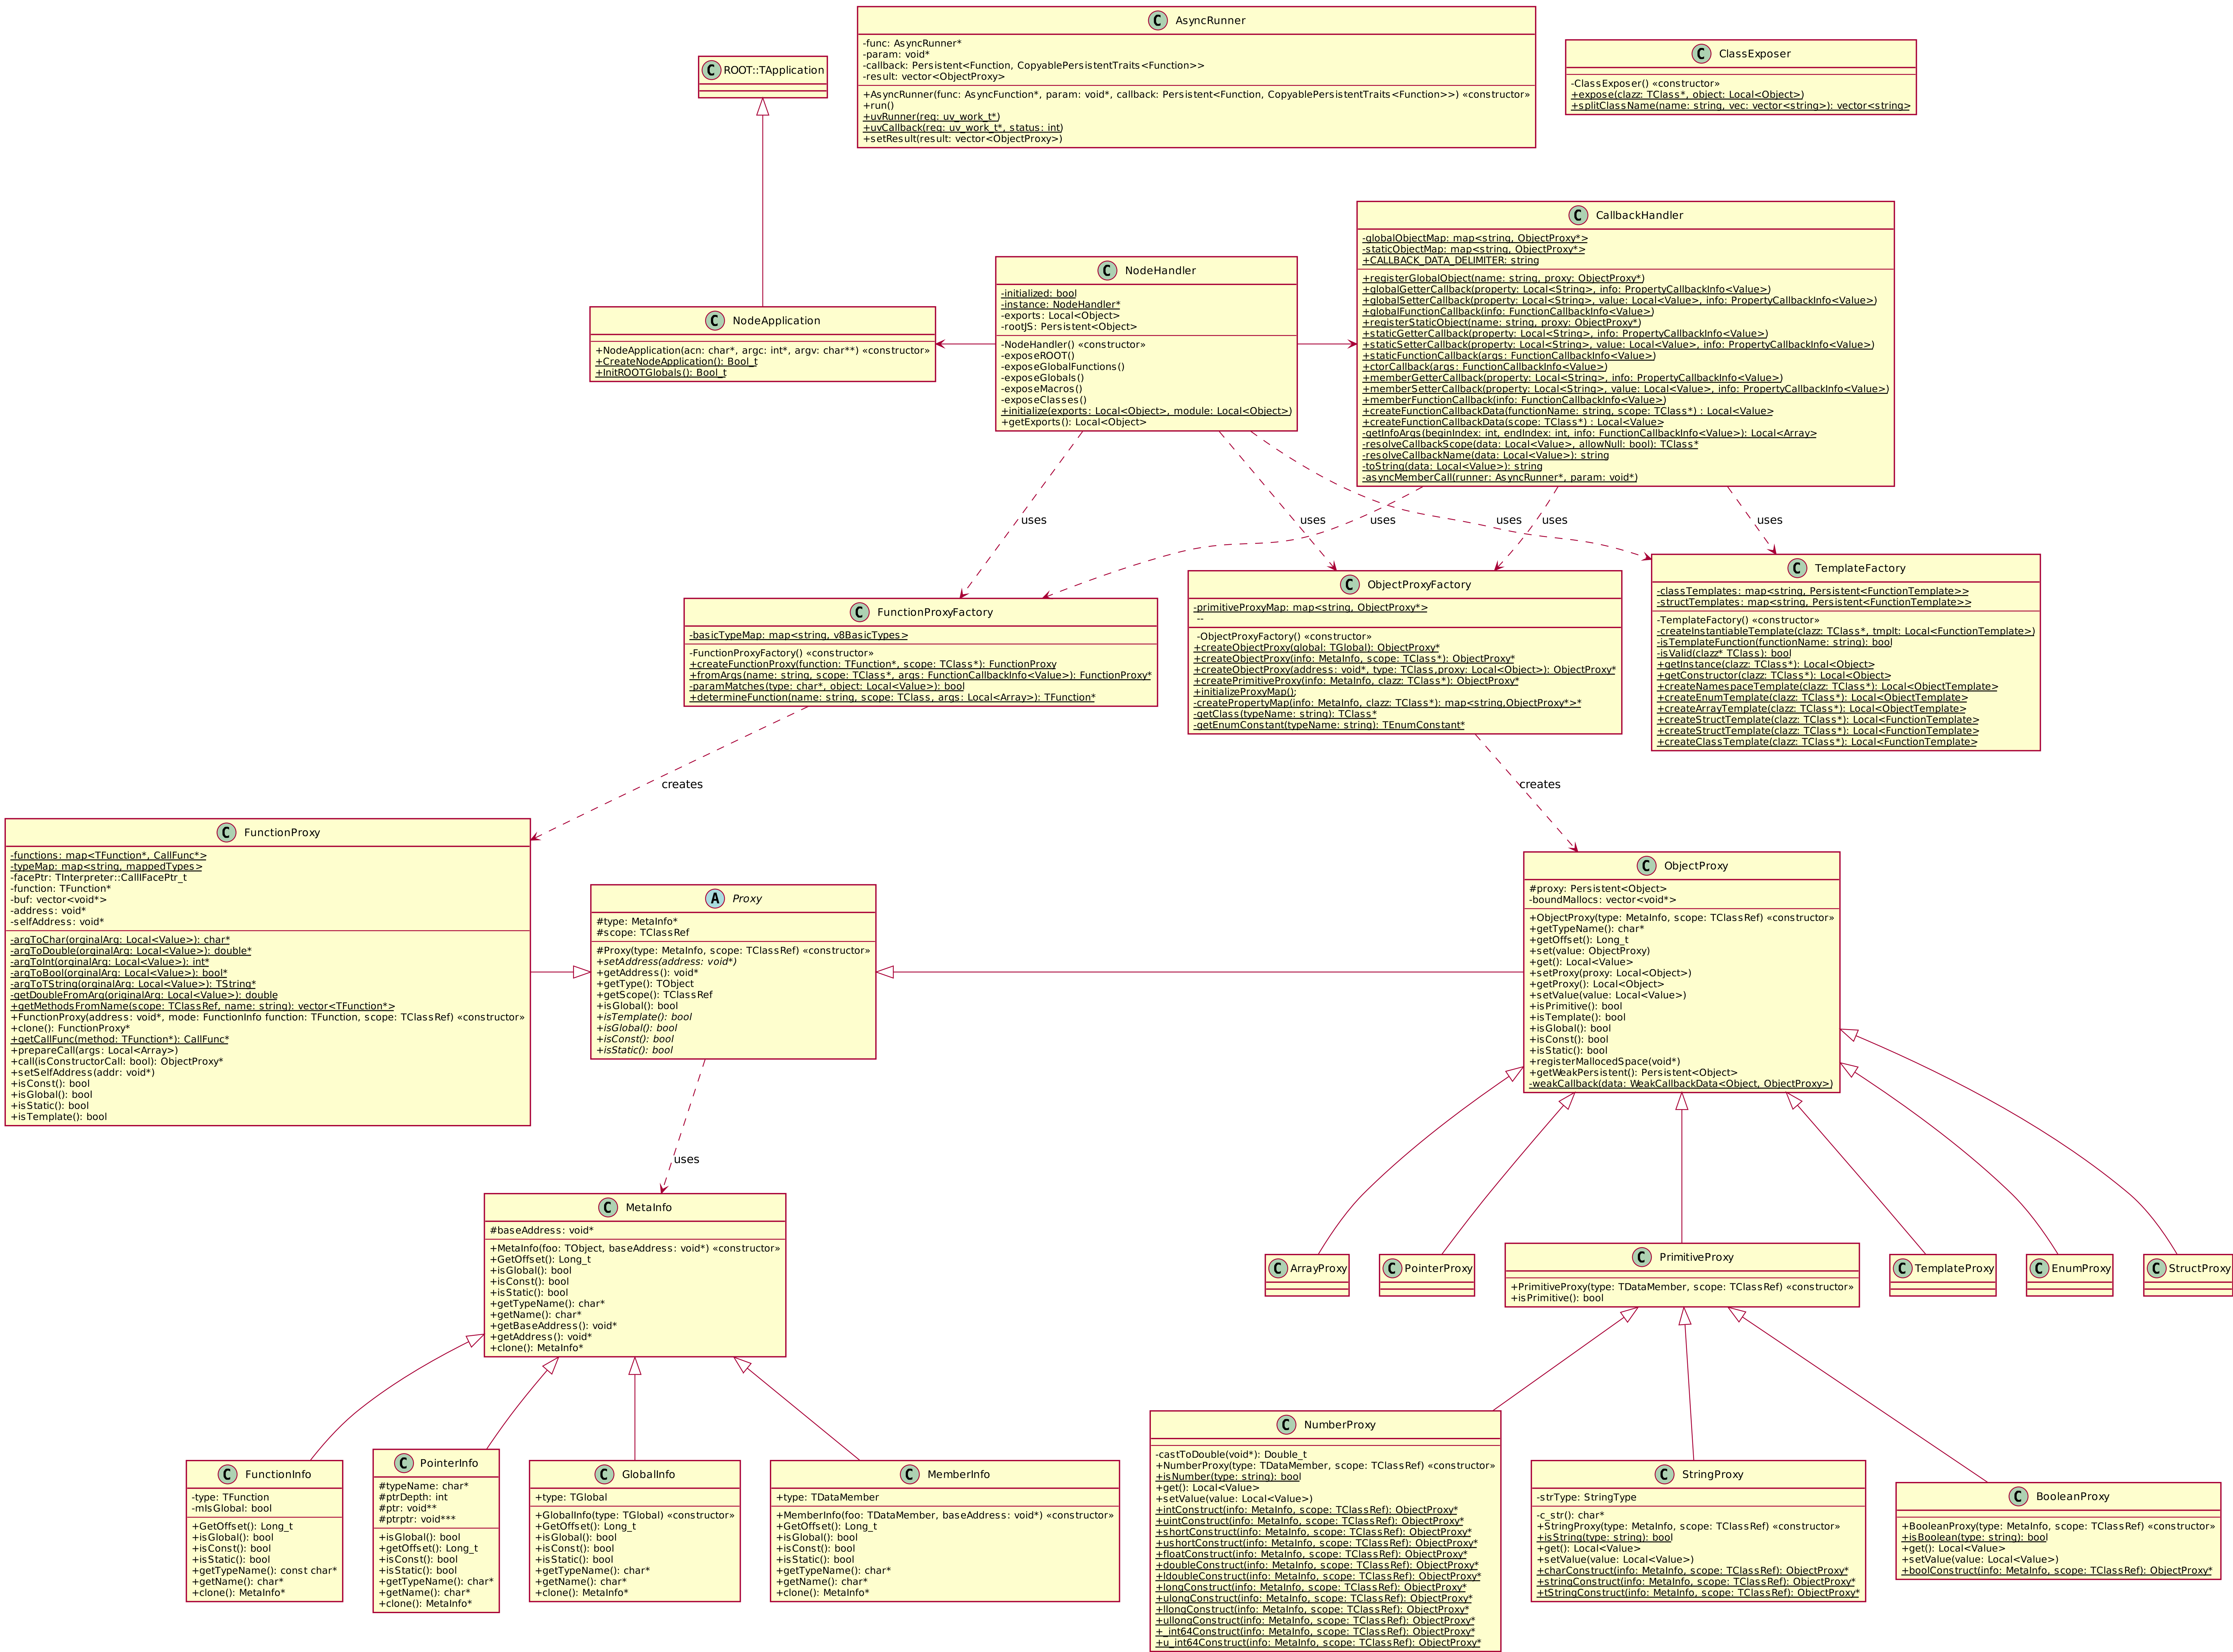 AsyncRunner
-func: AsyncRunner*
-param: void*
-callback: Persistent<Function, CopyablePersistentTraits<Function>>
-result: vector<ObjectProxy>
+AsyncRunner(func: AsyncFunction*, param: void*, callback: Persistent<Function, CopyablePersistentTraits<Function>>) «constructor»
+run()
+uvRunner(req: uv_work_t*)
+uvCallback(req: uv_work_t*, status: int)
+setResult(result: vector<ObjectProxy>)
ROOT::TApplication
ClassExposer
-ClassExposer() «constructor»
+expose(clazz: TClass*, object: Local<Object>)
+splitClassName(name: string, vec: vector<string>): vector<string>
CallbackHandler
-globalObjectMap: map<string, ObjectProxy*>
-staticObjectMap: map<string, ObjectProxy*>
+CALLBACK_DATA_DELIMITER: string
+registerGlobalObject(name: string, proxy: ObjectProxy*)
+globalGetterCallback(property: Local<String>, info: PropertyCallbackInfo<Value>)
+globalSetterCallback(property: Local<String>, value: Local<Value>, info: PropertyCallbackInfo<Value>)
+globalFunctionCallback(info: FunctionCallbackInfo<Value>)
+registerStaticObject(name: string, proxy: ObjectProxy*)
+staticGetterCallback(property: Local<String>, info: PropertyCallbackInfo<Value>)
+staticSetterCallback(property: Local<String>, value: Local<Value>, info: PropertyCallbackInfo<Value>)
+staticFunctionCallback(args: FunctionCallbackInfo<Value>)
+ctorCallback(args: FunctionCallbackInfo<Value>)
+memberGetterCallback(property: Local<String>, info: PropertyCallbackInfo<Value>)
+memberSetterCallback(property: Local<String>, value: Local<Value>, info: PropertyCallbackInfo<Value>)
+memberFunctionCallback(info: FunctionCallbackInfo<Value>)
+createFunctionCallbackData(functionName: string, scope: TClass*) : Local<Value>
+createFunctionCallbackData(scope: TClass*) : Local<Value>
-getInfoArgs(beginIndex: int, endIndex: int, info: FunctionCallbackInfo<Value>): Local<Array>
-resolveCallbackScope(data: Local<Value>, allowNull: bool): TClass*
-resolveCallbackName(data: Local<Value>): string
-toString(data: Local<Value>): string
-asyncMemberCall(runner: AsyncRunner*, param: void*)
NodeHandler
-initialized: bool
-instance: NodeHandler*
-exports: Local<Object>
-rootJS: Persistent<Object>
-NodeHandler() «constructor»
-exposeROOT()
-exposeGlobalFunctions()
-exposeGlobals()
-exposeMacros()
-exposeClasses()
+initialize(exports: Local<Object>, module: Local<Object>)
+getExports(): Local<Object>
NodeApplication
+NodeApplication(acn: char*, argc: int*, argv: char**) «constructor»
+CreateNodeApplication(): Bool_t
+InitROOTGlobals(): Bool_t
uses
uses
uses
uses
uses
uses
TemplateFactory
-classTemplates: map<string, Persistent<FunctionTemplate>>
-structTemplates: map<string, Persistent<FunctionTemplate>>
-TemplateFactory() «constructor»
-createInstantiableTemplate(clazz: TClass*, tmplt: Local<FunctionTemplate>)
-isTemplateFunction(functionName: string): bool
-isValid(clazz* TClass): bool
+getInstance(clazz: TClass*): Local<Object>
+getConstructor(clazz: TClass*): Local<Object>
+createNamespaceTemplate(clazz: TClass*): Local<ObjectTemplate>
+createEnumTemplate(clazz: TClass*): Local<ObjectTemplate>
+createArrayTemplate(clazz: TClass*): Local<ObjectTemplate>
+createStructTemplate(clazz: TClass*): Local<FunctionTemplate>
+createStructTemplate(clazz: TClass*): Local<FunctionTemplate>
+createClassTemplate(clazz: TClass*): Local<FunctionTemplate>
ObjectProxyFactory
-primitiveProxyMap: map<string, ObjectProxy*>
--
-ObjectProxyFactory() «constructor»
+createObjectProxy(global: TGlobal): ObjectProxy*
+createObjectProxy(info: MetaInfo, scope: TClass*): ObjectProxy*
+createObjectProxy(address: void*, type: TClass,proxy: Local<Object>): ObjectProxy*
+createPrimitiveProxy(info: MetaInfo, clazz: TClass*): ObjectProxy*
+initializeProxyMap();
-createPropertyMap(info: MetaInfo, clazz: TClass*): map<string,ObjectProxy*>*
-getClass(typeName: string): TClass*
-getEnumConstant(typeName: string): TEnumConstant*
FunctionProxyFactory
-basicTypeMap: map<string, v8BasicTypes>
-FunctionProxyFactory() «constructor»
+createFunctionProxy(function: TFunction*, scope: TClass*): FunctionProxy
+fromArgs(name: string, scope: TClass*, args: FunctionCallbackInfo<Value>): FunctionProxy*
-paramMatches(type: char*, object: Local<Value>): bool
+determineFunction(name: string, scope: TClass, args: Local<Array>): TFunction*
creates
creates
FunctionProxy
-functions: map<TFunction*, CallFunc*>
-typeMap: map<string, mappedTypes>
-facePtr: TInterpreter::CallIFacePtr_t
-function: TFunction*
-buf: vector<void*>
-address: void*
-selfAddress: void*
-argToChar(orginalArg: Local<Value>): char*
-argToDouble(orginalArg: Local<Value>): double*
-argToInt(orginalArg: Local<Value>): int*
-argToBool(orginalArg: Local<Value>): bool*
-argToTString(orginalArg: Local<Value>): TString*
-getDoubleFromArg(originalArg: Local<Value>): double
+getMethodsFromName(scope: TClassRef, name: string): vector<TFunction*>
+FunctionProxy(address: void*, mode: FunctionInfo function: TFunction, scope: TClassRef) «constructor»
+clone(): FunctionProxy*
+getCallFunc(method: TFunction*): CallFunc*
+prepareCall(args: Local<Array>)
+call(isConstructorCall: bool): ObjectProxy*
+setSelfAddress(addr: void*)
+isConst(): bool
+isGlobal(): bool
+isStatic(): bool
+isTemplate(): bool
Proxy
#type: MetaInfo*
#scope: TClassRef
#Proxy(type: MetaInfo, scope: TClassRef) «constructor»
+setAddress(address: void*)
+getAddress(): void*
+getType(): TObject
+getScope(): TClassRef
+isGlobal(): bool
+isTemplate(): bool
+isGlobal(): bool
+isConst(): bool
+isStatic(): bool
ObjectProxy
#proxy: Persistent<Object>
-boundMallocs: vector<void*>
+ObjectProxy(type: MetaInfo, scope: TClassRef) «constructor»
+getTypeName(): char*
+getOffset(): Long_t
+set(value: ObjectProxy)
+get(): Local<Value>
+setProxy(proxy: Local<Object>)
+getProxy(): Local<Object>
+setValue(value: Local<Value>)
+isPrimitive(): bool
+isTemplate(): bool
+isGlobal(): bool
+isConst(): bool
+isStatic(): bool
+registerMallocedSpace(void*)
+getWeakPersistent(): Persistent<Object>
-weakCallback(data: WeakCallbackData<Object, ObjectProxy>)
uses
MetaInfo
#baseAddress: void*
+MetaInfo(foo: TObject, baseAddress: void*) «constructor»
+GetOffset(): Long_t
+isGlobal(): bool
+isConst(): bool
+isStatic(): bool
+getTypeName(): char*
+getName(): char*
+getBaseAddress(): void*
+getAddress(): void*
+clone(): MetaInfo*
ArrayProxy
PointerProxy
PrimitiveProxy
+PrimitiveProxy(type: TDataMember, scope: TClassRef) «constructor»
+isPrimitive(): bool
TemplateProxy
EnumProxy
StructProxy
FunctionInfo
-type: TFunction
-mIsGlobal: bool
+GetOffset(): Long_t
+isGlobal(): bool
+isConst(): bool
+isStatic(): bool
+getTypeName(): const char*
+getName(): char*
+clone(): MetaInfo*
PointerInfo
#typeName: char*
#ptrDepth: int
#ptr: void**
#ptrptr: void***
+isGlobal(): bool
+getOffset(): Long_t
+isConst(): bool
+isStatic(): bool
+getTypeName(): char*
+getName(): char*
+clone(): MetaInfo*
GlobalInfo
+type: TGlobal
+GlobalInfo(type: TGlobal) «constructor»
+GetOffset(): Long_t
+isGlobal(): bool
+isConst(): bool
+isStatic(): bool
+getTypeName(): char*
+getName(): char*
+clone(): MetaInfo*
MemberInfo
+type: TDataMember
+MemberInfo(foo: TDataMember, baseAddress: void*) «constructor»
+GetOffset(): Long_t
+isGlobal(): bool
+isConst(): bool
+isStatic(): bool
+getTypeName(): char*
+getName(): char*
+clone(): MetaInfo*
NumberProxy
-castToDouble(void*): Double_t
+NumberProxy(type: TDataMember, scope: TClassRef) «constructor»
+isNumber(type: string): bool
+get(): Local<Value>
+setValue(value: Local<Value>)
+intConstruct(info: MetaInfo, scope: TClassRef): ObjectProxy*
+uintConstruct(info: MetaInfo, scope: TClassRef): ObjectProxy*
+shortConstruct(info: MetaInfo, scope: TClassRef): ObjectProxy*
+ushortConstruct(info: MetaInfo, scope: TClassRef): ObjectProxy*
+floatConstruct(info: MetaInfo, scope: TClassRef): ObjectProxy*
+doubleConstruct(info: MetaInfo, scope: TClassRef): ObjectProxy*
+ldoubleConstruct(info: MetaInfo, scope: TClassRef): ObjectProxy*
+longConstruct(info: MetaInfo, scope: TClassRef): ObjectProxy*
+ulongConstruct(info: MetaInfo, scope: TClassRef): ObjectProxy*
+llongConstruct(info: MetaInfo, scope: TClassRef): ObjectProxy*
+ullongConstruct(info: MetaInfo, scope: TClassRef): ObjectProxy*
+_int64Construct(info: MetaInfo, scope: TClassRef): ObjectProxy*
+u_int64Construct(info: MetaInfo, scope: TClassRef): ObjectProxy*
StringProxy
-strType: StringType
-c_str(): char*
+StringProxy(type: MetaInfo, scope: TClassRef) «constructor»
+isString(type: string): bool
+get(): Local<Value>
+setValue(value: Local<Value>)
+charConstruct(info: MetaInfo, scope: TClassRef): ObjectProxy*
+stringConstruct(info: MetaInfo, scope: TClassRef): ObjectProxy*
+tStringConstruct(info: MetaInfo, scope: TClassRef): ObjectProxy*
BooleanProxy
+BooleanProxy(type: MetaInfo, scope: TClassRef) «constructor»
+isBoolean(type: string): bool
+get(): Local<Value>
+setValue(value: Local<Value>)
+boolConstruct(info: MetaInfo, scope: TClassRef): ObjectProxy*